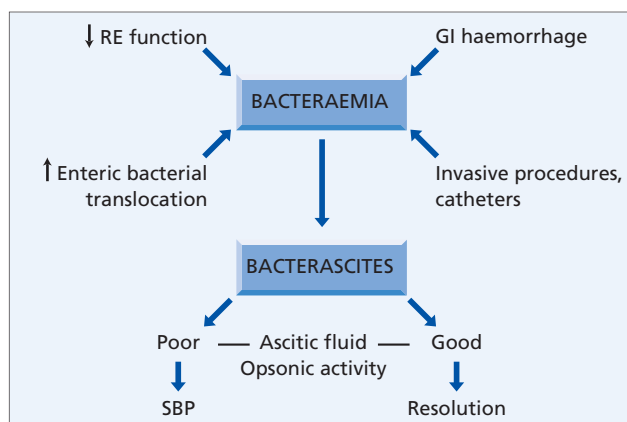 ↓ RE function
GI haemorrhage
BACTERAEMIA
↑ Enteric bacterial
translocation
Invasive procedures,
catheters
BACTERASCITES
Poor — Ascitic fluid — Good
Opsonic activity
SBP
Resolution